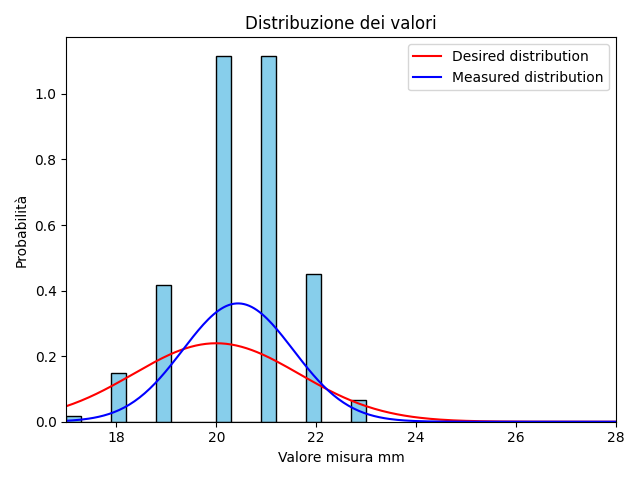 Distribuzione dei valori
Desired distribution
Measured distribution
Probabilità
1.0
0.8
0.6
0.4
0.2
0.0
18 20 22 24 26 28
Valore misura mm